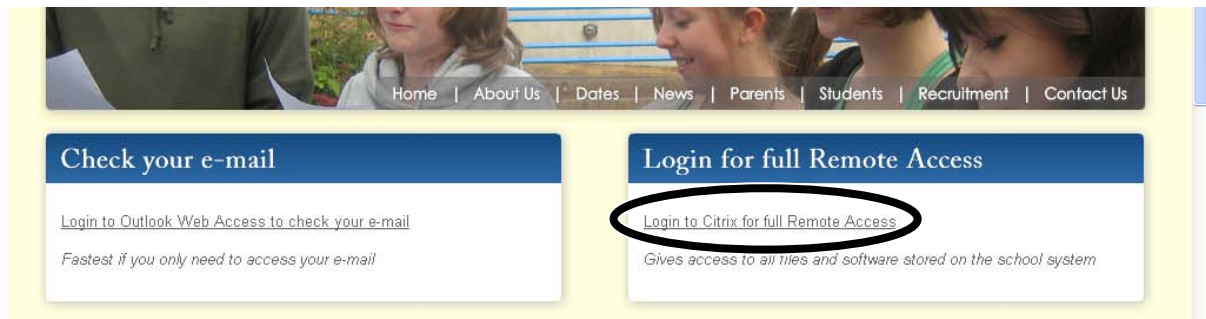 Home | About Us | Dates | News | Parents | Students | Recruitment | Contact Us
Check your e-mail
Login to Outlook Web Access to check your e-mail
Fastest if you only need to access your e-mail
Login for full Remote Access
Login to Citrix for full Remote Access
Gives access to all files and software stored on the school system